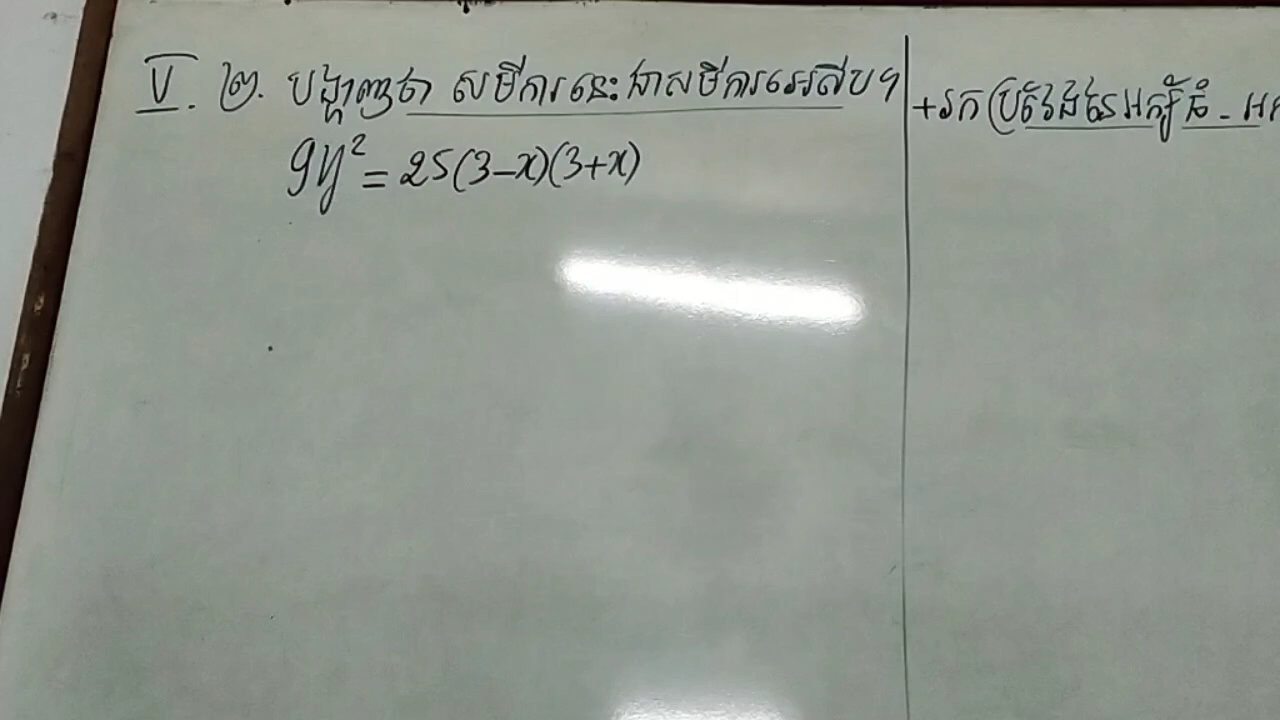 V. ២. បង្ហាញថា សមីការនេះជាសមីការអេលីប។
9y² = 25(3-x)(3+x)
+រកប្រវែងនៃអក្ស័ធំ -